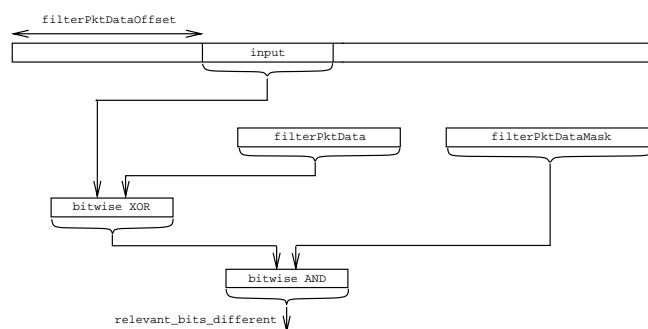 filterPktDataOffset
input
filterPktData
filterPktDataMask
bitwise XOR
bitwise AND
relevant_bits_different